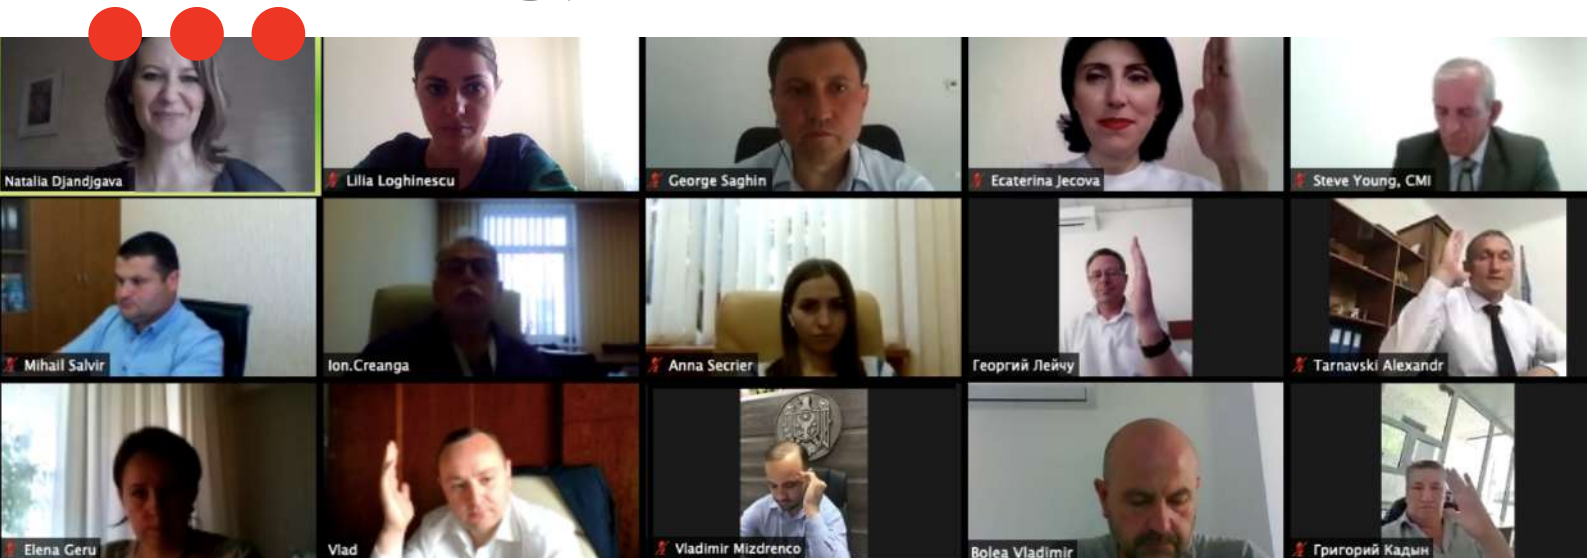 Natalia Djandjgava
Lilia Loghinescu
George Saghin
Ecaterina Jecova
Steve Young, CMI
Mihail Salvir
Ion.Creanga
Anna Secrier
Георгий Лейчу
Tarnavski Alexandr
Elena Geru
Vlad
Vladimir Mizdrenco
Bolea Vladimir
Григорий Кадын